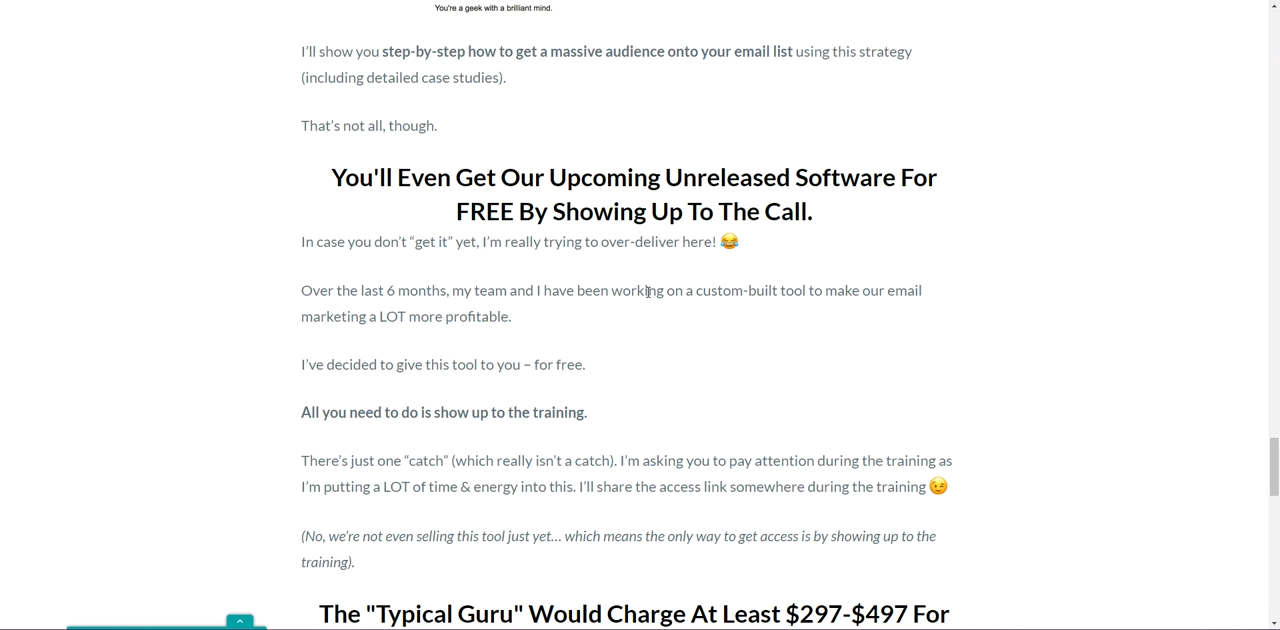 You're a geek with a brilliant mind.
I’ll show you step-by-step how to get a massive audience onto your email list using this strategy
(including detailed case studies).
That’s not all, though.
You'll Even Get Our Upcoming Unreleased Software For
FREE By Showing Up To The Call.
In case you don’t “get it” yet, I’m really trying to over-deliver here! 😂
Over the last 6 months, my team and I have been working on a custom-built tool to make our email
marketing a LOT more profitable.
I’ve decided to give this tool to you – for free.
All you need to do is show up to the training.
There’s just one “catch” (which really isn’t a catch). I’m asking you to pay attention during the training as
I’m putting a LOT of time & energy into this. I’ll share the access link somewhere during the training 😉
(No, we’re not even selling this tool just yet… which means the only way to get access is by showing up to the
training).
The "Typical Guru" Would Charge At Least $297-$497 For